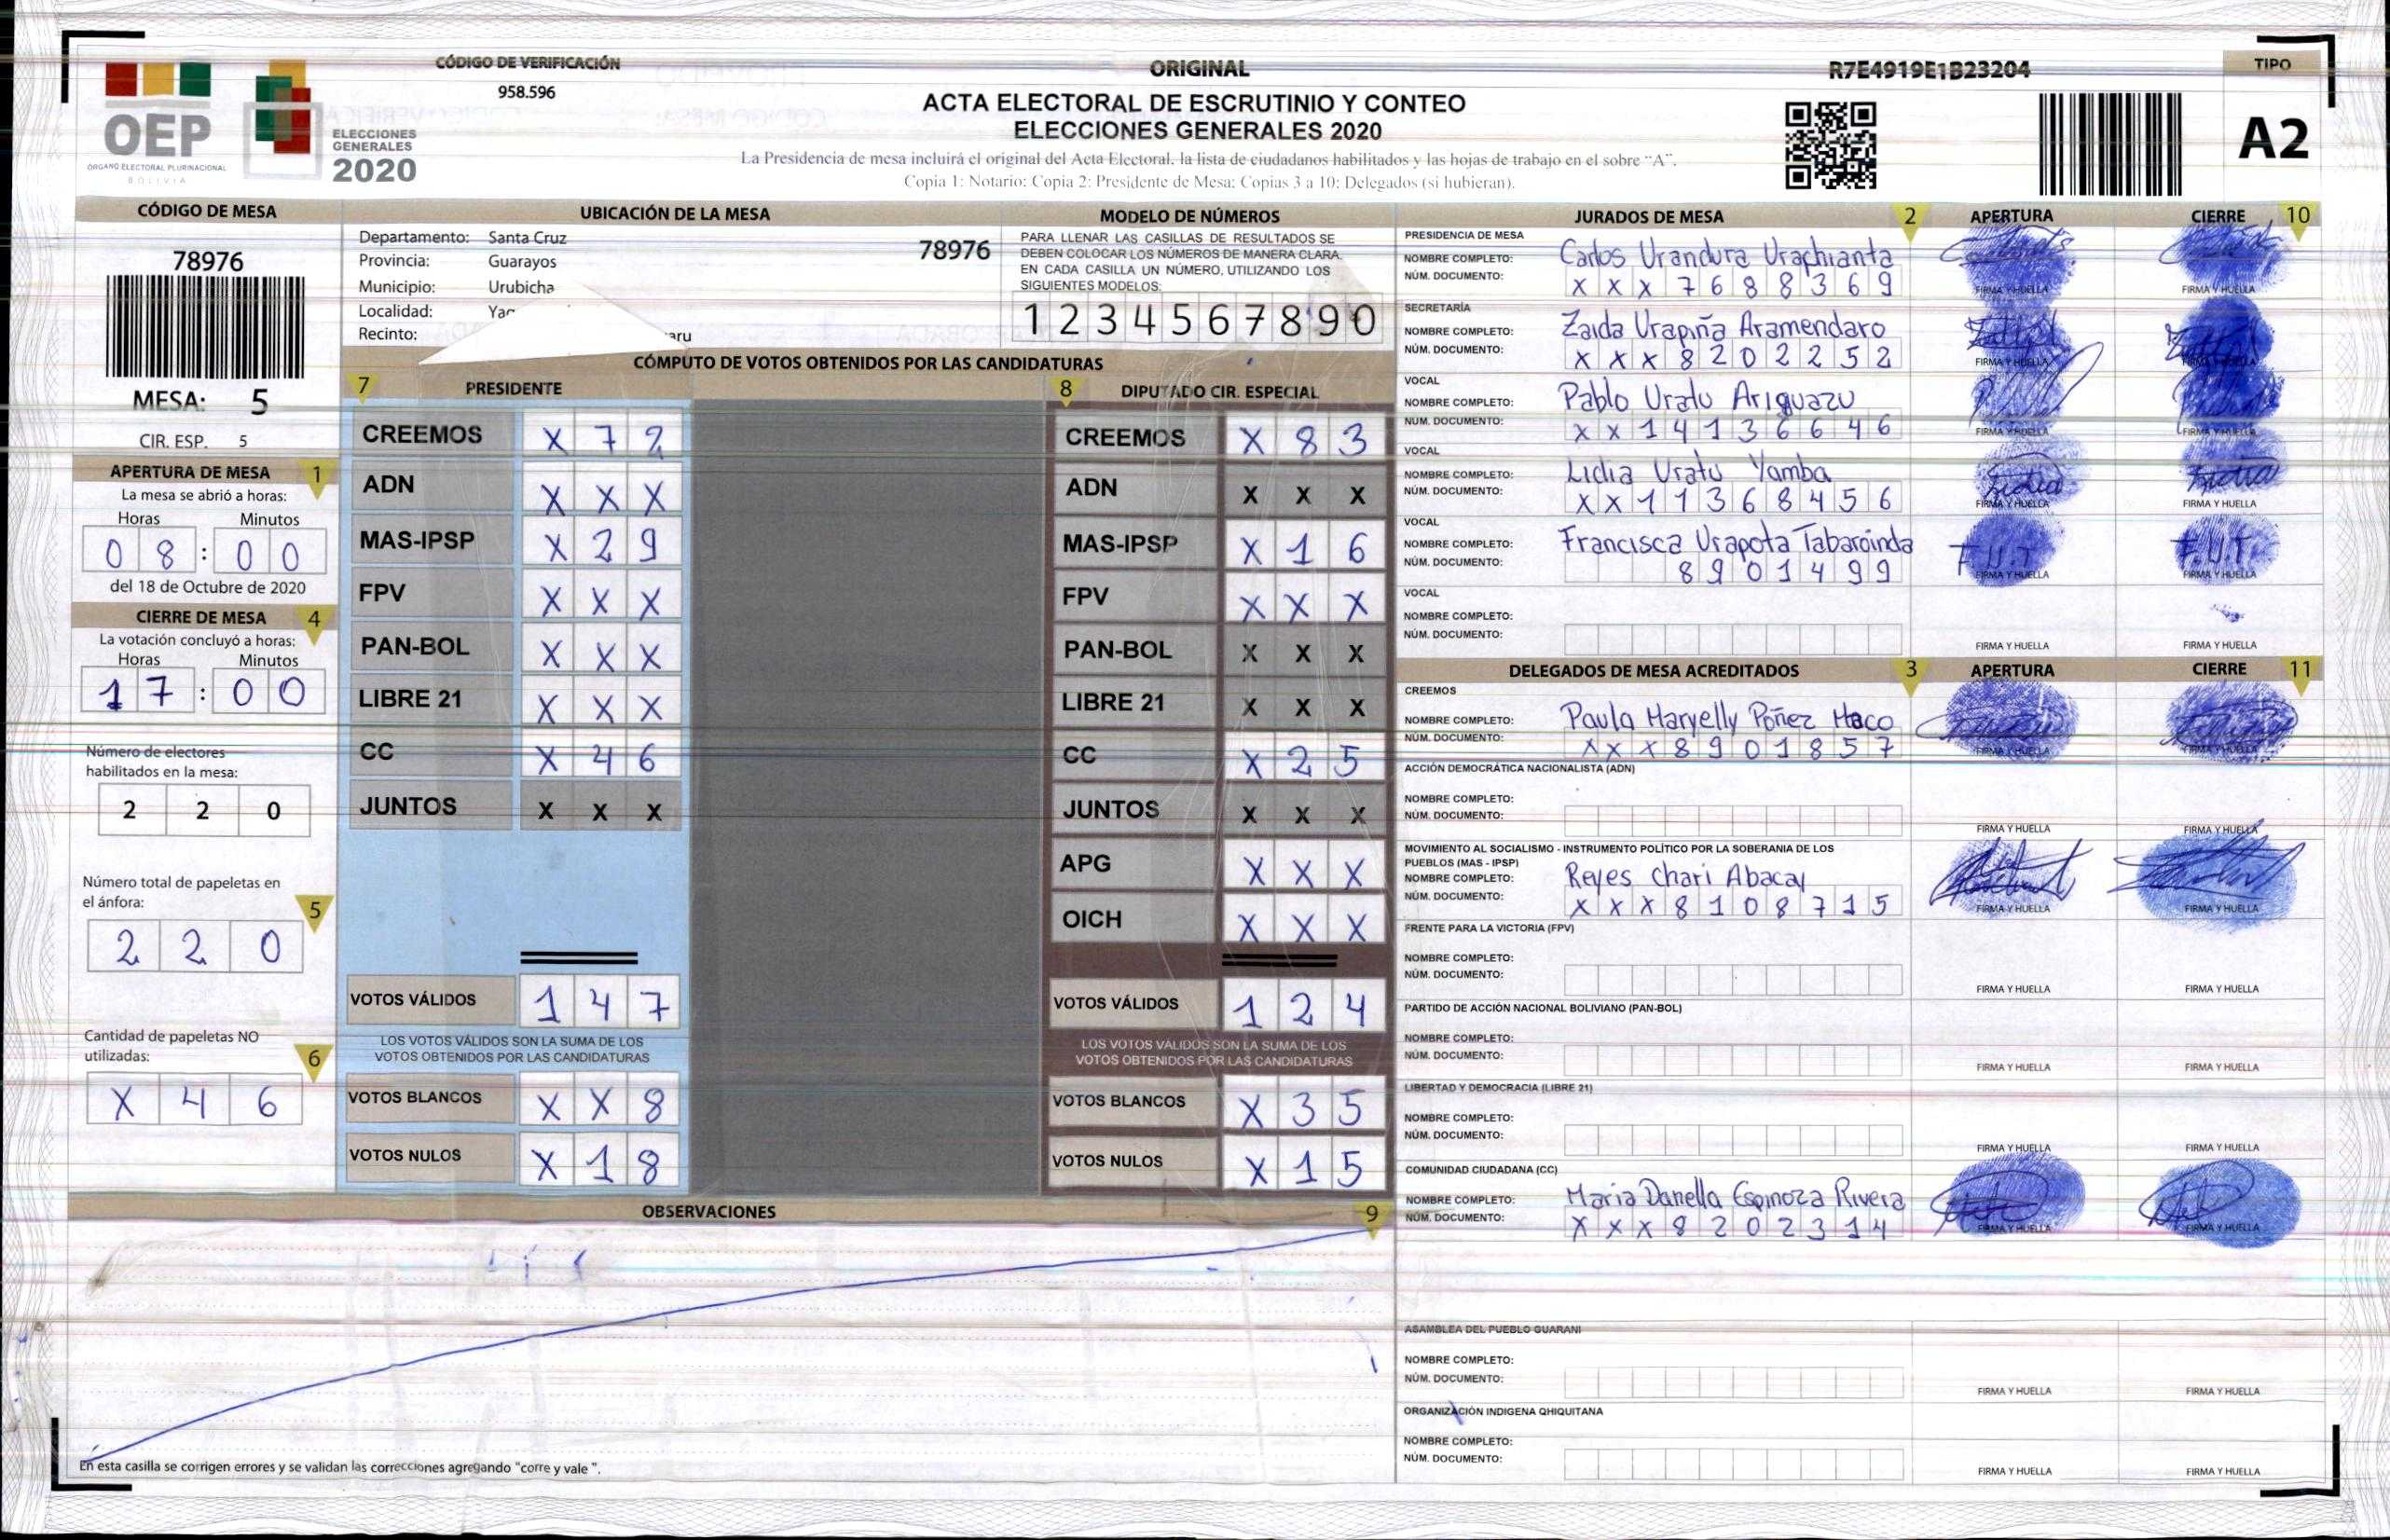 CÓDIGO DE VERIFICACIÓN
958.596
ORIGINAL
R7E4919E1B23204
TIPO
A2
OEP
ÓRGANO ELECTORAL PLURINACIONAL
BOLIVIA
ELECCIONES
GENERALES
2020
ACTA ELECTORAL DE ESCRUTINIO Y CONTEO
ELECCIONES GENERALES 2020
La Presidencia de mesa incluirá el original del Acta Electoral, la lista de ciudadanos habilitados y las hojas de trabajo en el sobre "A".
Copia 1: Notario: Copia 2: Presidente de Mesa: Copias 3 a 10: Delegados (si hubieran).
CÓDIGO DE MESA
78976
MESA: 5
CIR. ESP. 5
APERTURA DE MESA 1
La mesa se abrió a horas:
Horas Minutos
0 8 : 0 0
del 18 de Octubre de 2020
CIERRE DE MESA 4
La votación concluyó a horas:
Horas Minutos
1 7 : 0 0
Número de electores
habilitados en la mesa:
2 2 0
Número total de papeletas en
el ánfora: 5
2 2 0
Cantidad de papeletas NO
utilizadas: 6
X 4 6
UBICACIÓN DE LA MESA
Departamento: Santa Cruz
78976
Provincia: Guarayos
Municipio: Urubicha
Localidad:
Recinto:
MODELO DE NÚMEROS
PARA LLENAR LAS CASILLAS DE RESULTADOS SE
DEBEN COLOCAR LOS NÚMEROS DE MANERA CLARA.
EN CADA CASILLA UN NÚMERO, UTILIZANDO LOS
SIGUIENTES MODELOS:
1 2 3 4 5 6 7 8 9 0
CÓMPUTO DE VOTOS OBTENIDOS POR LAS CANDIDATURAS
7 PRESIDENTE
CREEMOS X 7 2
ADN X X X
MAS-IPSP X 2 9
FPV X X X
PAN-BOL X X X
LIBRE 21 X X X
CC X 4 6
JUNTOS X X X
VOTOS VÁLIDOS 1 4 7
LOS VOTOS VÁLIDOS SON LA SUMA DE LOS
VOTOS OBTENIDOS POR LAS CANDIDATURAS
VOTOS BLANCOS X X 8
VOTOS NULOS X 1 8
8 DIPUTADO CIR. ESPECIAL
CREEMOS X 8 3
ADN X X X
MAS-IPSP X 1 6
FPV X X X
PAN-BOL X X X
LIBRE 21 X X X
CC X 2 5
JUNTOS X X X
APG X X X
OICH X X X
VOTOS VÁLIDOS 1 2 4
LOS VOTOS VÁLIDOS SON LA SUMA DE LOS
VOTOS OBTENIDOS POR LAS CANDIDATURAS
VOTOS BLANCOS X 3 5
VOTOS NULOS X 1 5
OBSERVACIONES 9
En esta casilla se corrigen errores y se validan las correcciones agregando "corre y vale ".
JURADOS DE MESA 2 APERTURA CIERRE 10
PRESIDENCIA DE MESA
NOMBRE COMPLETO: Carlos Urandura Urachianta
NÚM. DOCUMENTO: X X X 7 6 8 8 3 6 9
FIRMA Y HUELLA FIRMA Y HUELLA
SECRETARÍA
NOMBRE COMPLETO: Zaida Urapiña Aramendaro
NÚM. DOCUMENTO: X X X 8 2 0 2 2 5 2
FIRMA Y HUELLA FIRMA Y HUELLA
VOCAL
NOMBRE COMPLETO: Pablo Uratu Ariguazu
NÚM. DOCUMENTO: X X 1 4 1 3 6 6 4 6
FIRMA Y HUELLA FIRMA Y HUELLA
VOCAL
NOMBRE COMPLETO: Lidia Uratu Yamba
NÚM. DOCUMENTO: X X 1 1 3 6 8 4 5 6
FIRMA Y HUELLA FIRMA Y HUELLA
VOCAL
NOMBRE COMPLETO: Francisca Urapota Tabaroinda
NÚM. DOCUMENTO: 8 9 0 1 4 9 9
F.U.T F.U.T.
FIRMA Y HUELLA FIRMA Y HUELLA
VOCAL
NOMBRE COMPLETO:
NÚM. DOCUMENTO:
FIRMA Y HUELLA FIRMA Y HUELLA
DELEGADOS DE MESA ACREDITADOS 3 APERTURA CIERRE 11
CREEMOS
NOMBRE COMPLETO: Paula Maryelly Poñez Maco
NÚM. DOCUMENTO: X X X 8 9 0 1 8 5 7
FIRMA Y HUELLA FIRMA Y HUELLA
ACCIÓN DEMOCRÁTICA NACIONALISTA (ADN)
NOMBRE COMPLETO:
NÚM. DOCUMENTO:
FIRMA Y HUELLA FIRMA Y HUELLA
MOVIMIENTO AL SOCIALISMO - INSTRUMENTO POLÍTICO POR LA SOBERANIA DE LOS
PUEBLOS (MAS - IPSP)
NOMBRE COMPLETO: Reyes Chari Abacay
NÚM. DOCUMENTO: X X X 8 1 0 8 7 1 5
FIRMA Y HUELLA FIRMA Y HUELLA
FRENTE PARA LA VICTORIA (FPV)
NOMBRE COMPLETO:
NÚM. DOCUMENTO:
FIRMA Y HUELLA FIRMA Y HUELLA
PARTIDO DE ACCIÓN NACIONAL BOLIVIANO (PAN-BOL)
NOMBRE COMPLETO:
NÚM. DOCUMENTO:
FIRMA Y HUELLA FIRMA Y HUELLA
LIBERTAD Y DEMOCRACIA (LIBRE 21)
NOMBRE COMPLETO:
NÚM. DOCUMENTO:
FIRMA Y HUELLA FIRMA Y HUELLA
COMUNIDAD CIUDADANA (CC)
NOMBRE COMPLETO: Maria Danella Espinoza Rivera
NÚM. DOCUMENTO: X X X 8 2 0 2 3 1 4
FIRMA Y HUELLA FIRMA Y HUELLA
ASAMBLEA DEL PUEBLO GUARANI
NOMBRE COMPLETO:
NÚM. DOCUMENTO:
FIRMA Y HUELLA FIRMA Y HUELLA
ORGANIZACIÓN INDIGENA QHIQUITANA
NOMBRE COMPLETO:
NÚM. DOCUMENTO:
FIRMA Y HUELLA FIRMA Y HUELLA